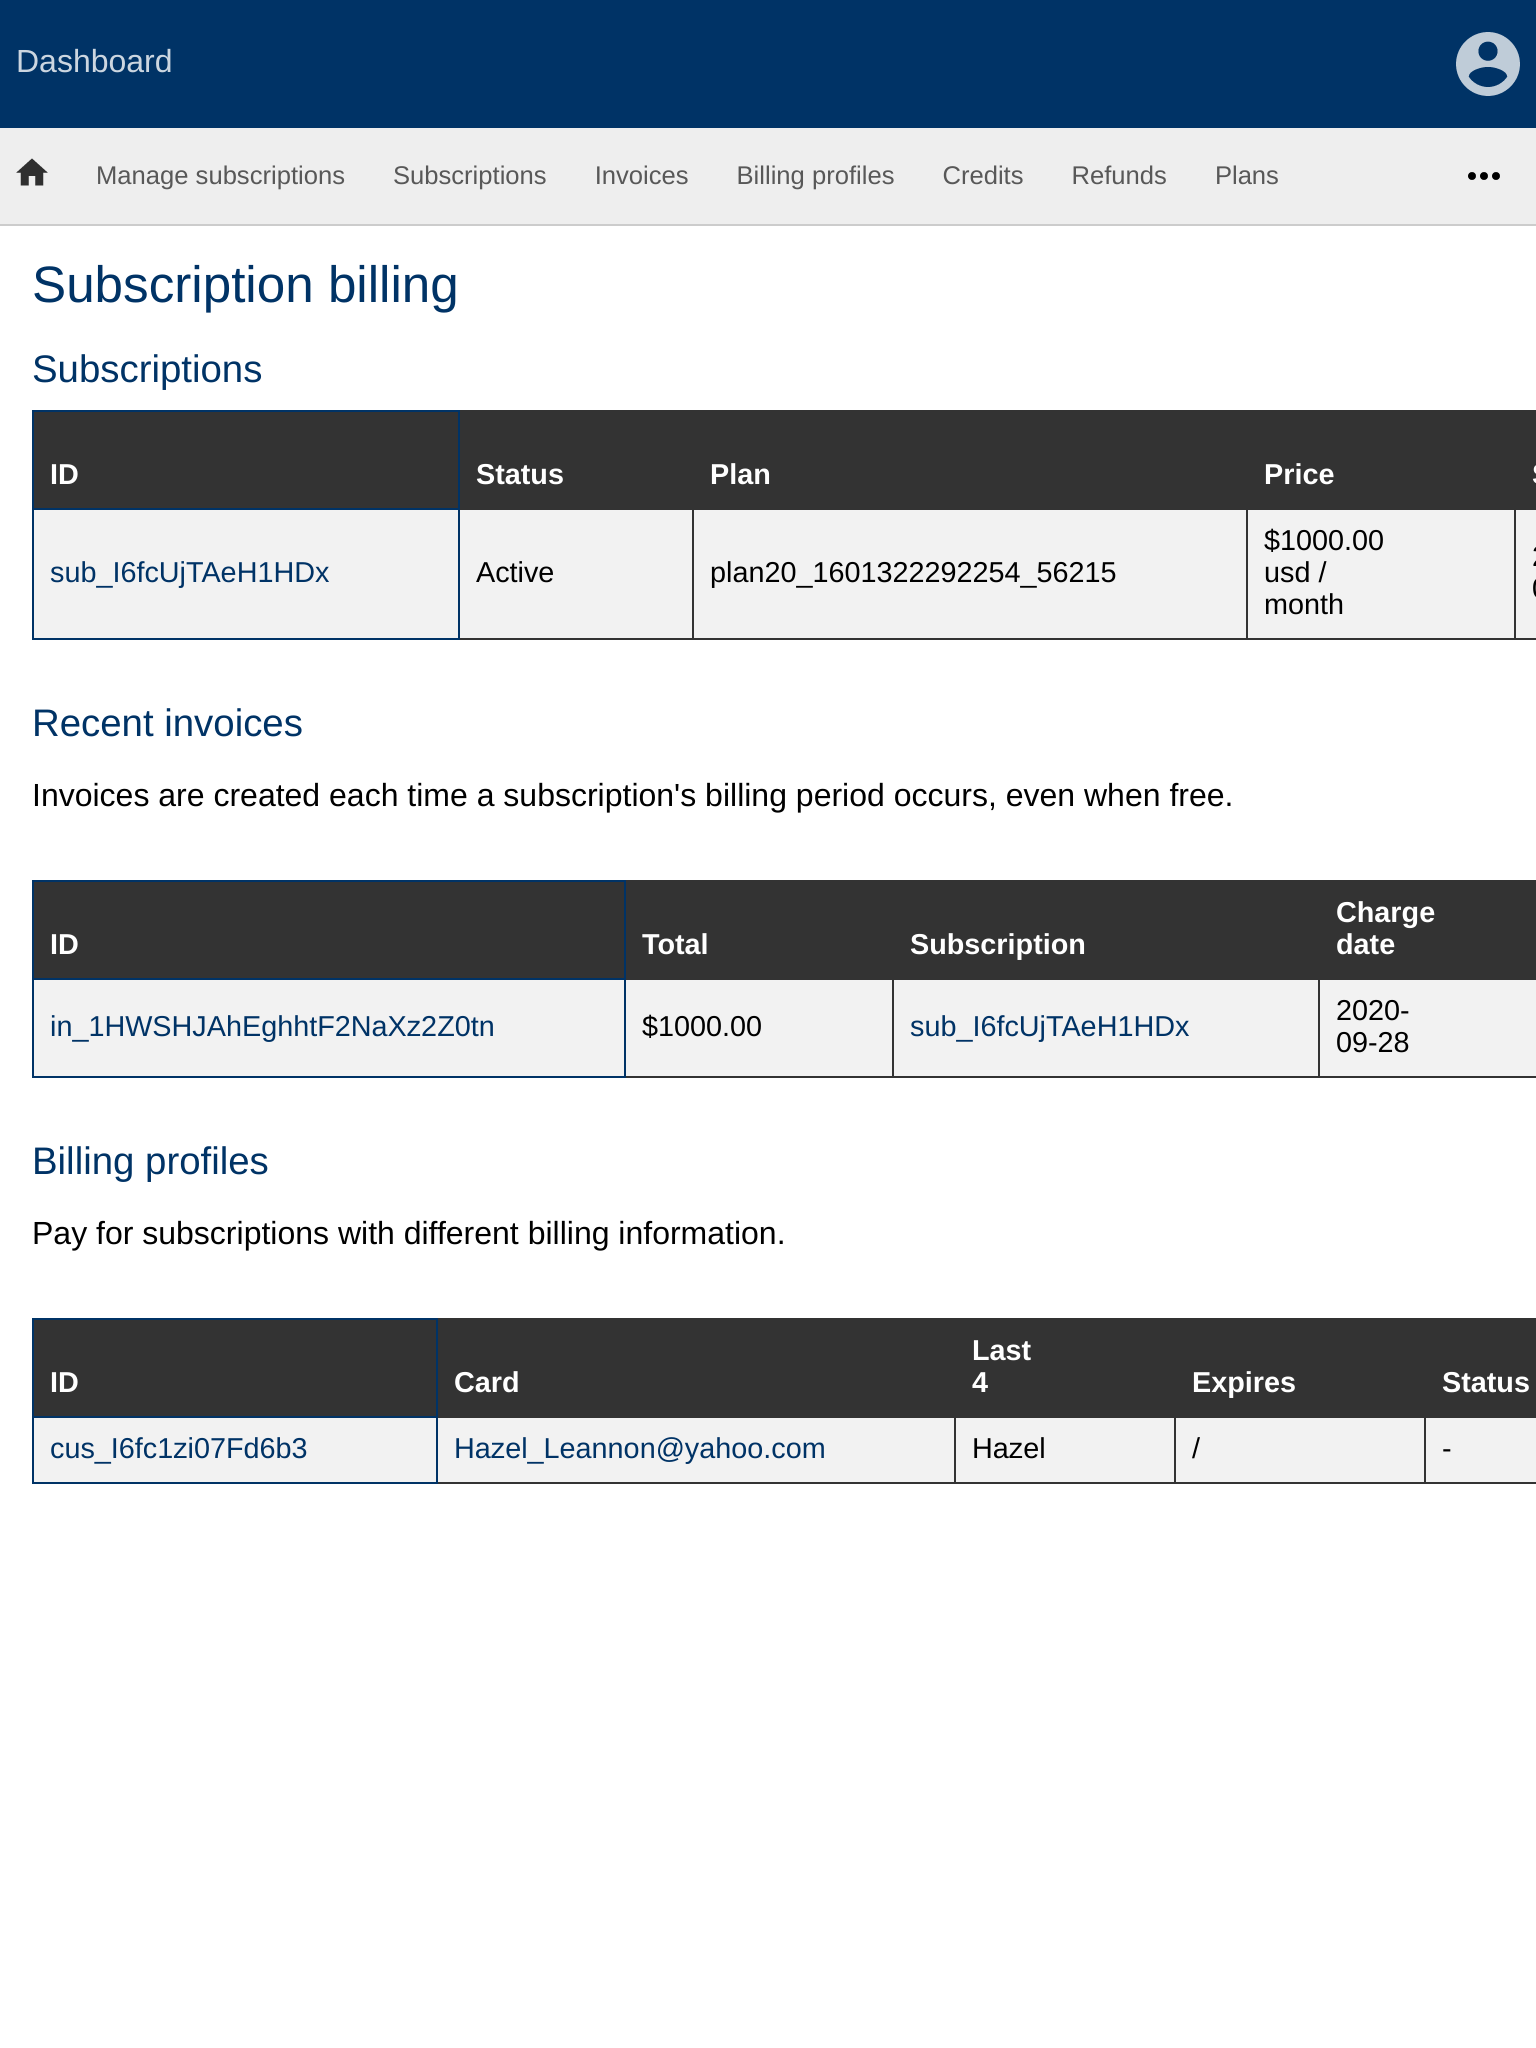 Dashboard
Manage subscriptions Subscriptions Invoices Billing profiles Credits Refunds Plans
Subscription billing
Subscriptions
ID Status Plan Price
sub_I6fcUjTAeH1HDx Active plan20_1601322292254_56215 $1000.00
usd /
month
Recent invoices
Invoices are created each time a subscription's billing period occurs, even when free.
ID Total Subscription Charge
date
in_1HWSHJAhEghhtF2NaXz2Z0tn $1000.00 sub_I6fcUjTAeH1HDx 2020-
09-28
Billing profiles
Pay for subscriptions with different billing information.
ID Card Last
4 Expires Status
cus_I6fc1zi07Fd6b3 Hazel_Leannon@yahoo.com Hazel / -